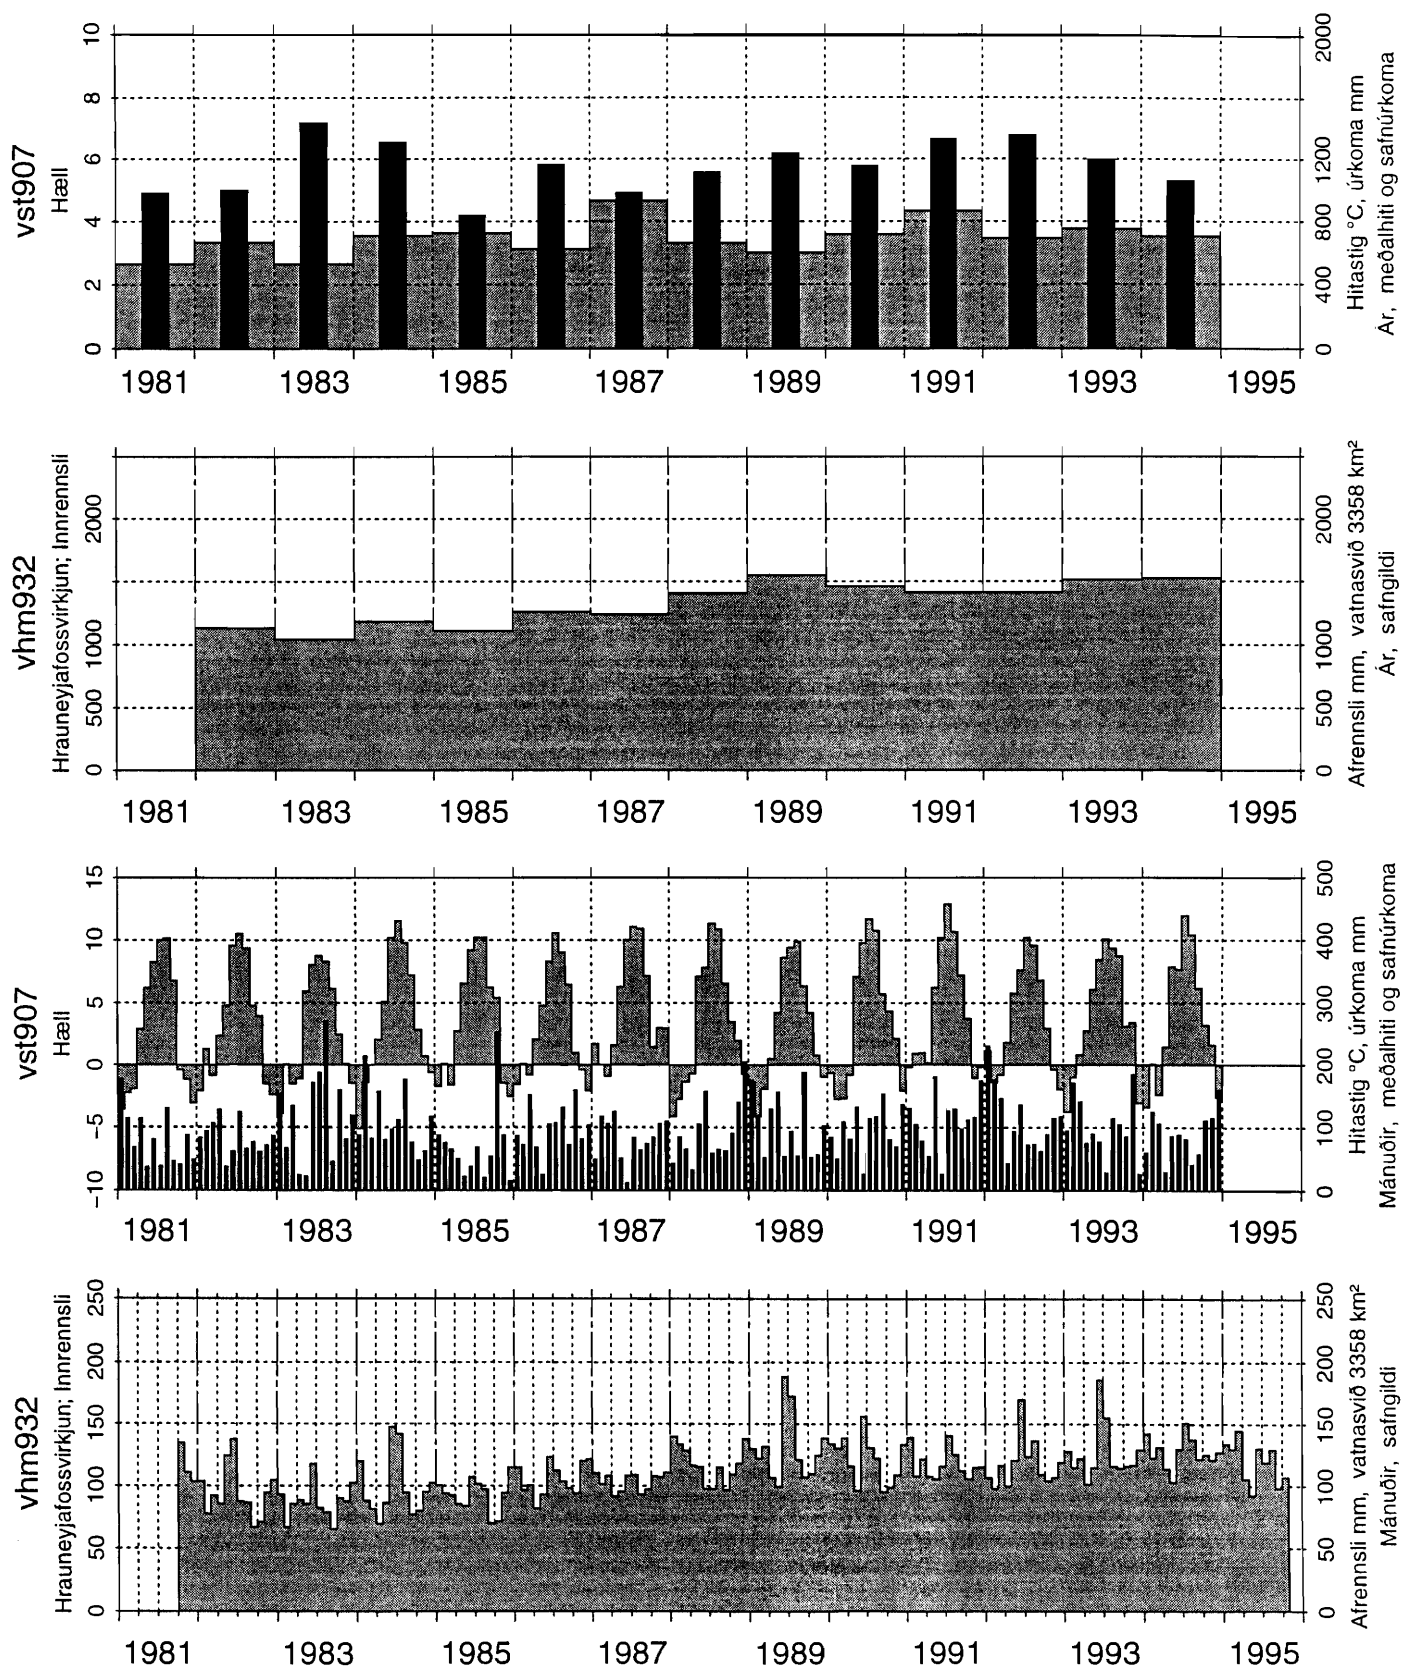 vst907
Hæll
0 2 4 6 8 10
0 400 800 1200 2000
Hitastig °C, úrkoma mm
Ár, meðalhiti og safnúrkoma
1981 1983 1985 1987 1989 1991 1993 1995
vhm932
Hrauneyjafossvirkjun; Innrennsli
0 500 1000 2000
0 500 1000 2000
Afrennsli mm, vatnasvið 3358 km²
Ár, safngildi
1981 1983 1985 1987 1989 1991 1993 1995
vst907
Hæll
−10 −5 0 5 10 15
0 100 200 300 400 500
Hitastig °C, úrkoma mm
Mánuðir, meðalhiti og safnúrkoma
1981 1983 1985 1987 1989 1991 1993 1995
vhm932
Hrauneyjafossvirkjun; Innrennsli
0 50 100 150 200 250
0 50 100 150 200 250
Afrennsli mm, vatnasvið 3358 km²
Mánuðir, safngildi
1981 1983 1985 1987 1989 1991 1993 1995